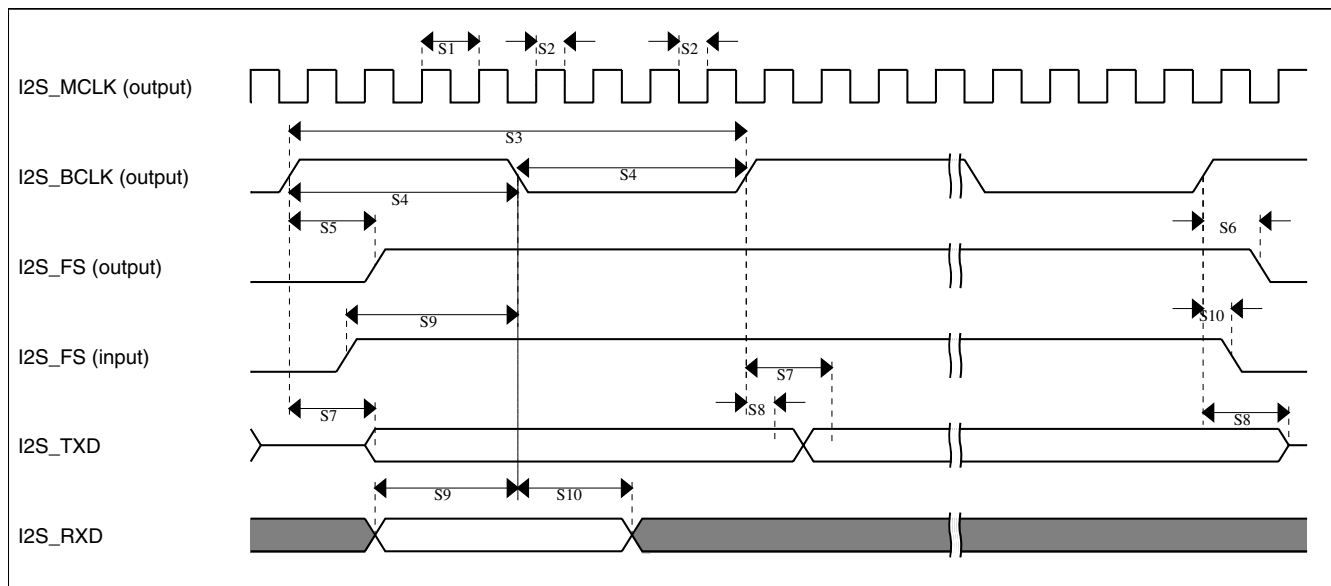 S1 S2 S2
I2S_MCLK (output)
S3
I2S_BCLK (output)
S4
S4
S5 S6
I2S_FS (output)
S9 S10
I2S_FS (input)
S7
S7 S8 S8
I2S_TXD
S9 S10
I2S_RXD